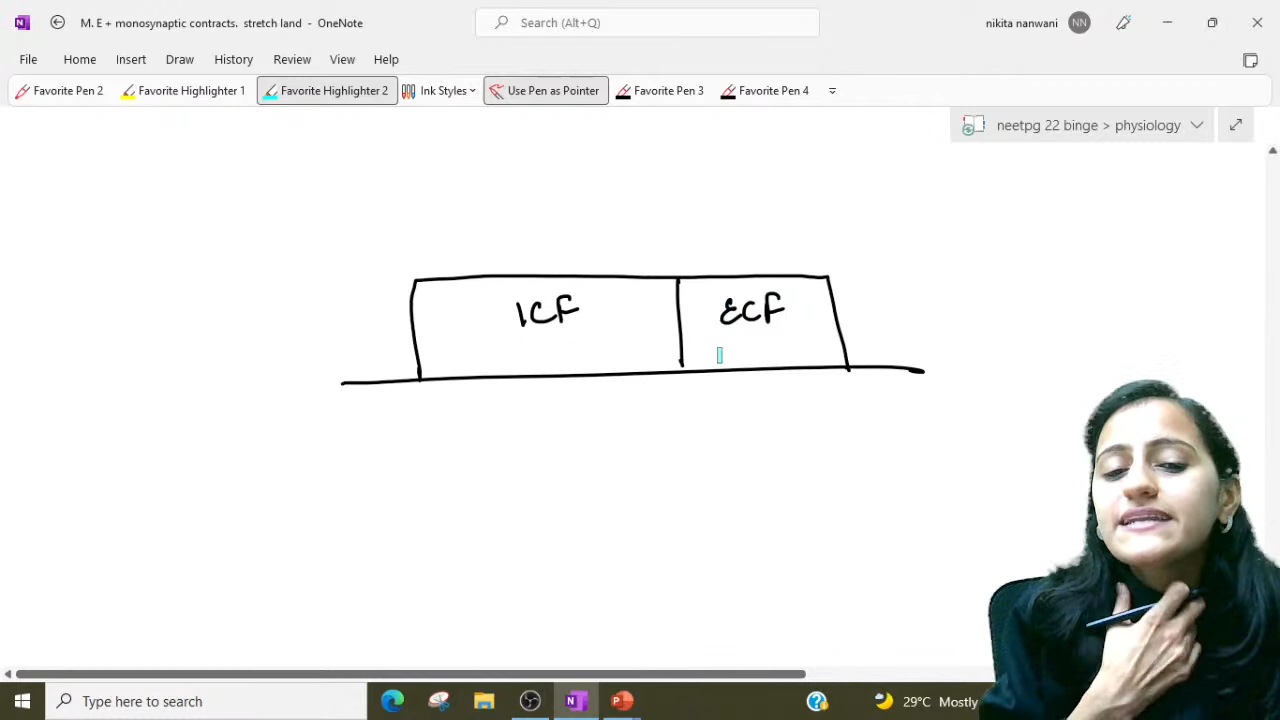 M. E + monosynaptic contracts. stretch land - OneNote
Search (Alt+Q)
nikita nanwani
NN
File Home Insert Draw History Review View Help
Favorite Pen 2 Favorite Highlighter 1 Favorite Highlighter 2 Ink Styles Use Pen as Pointer Favorite Pen 3 Favorite Pen 4
neetpg 22 binge > physiology
ICF ECF
Type here to search
29°C Mostly